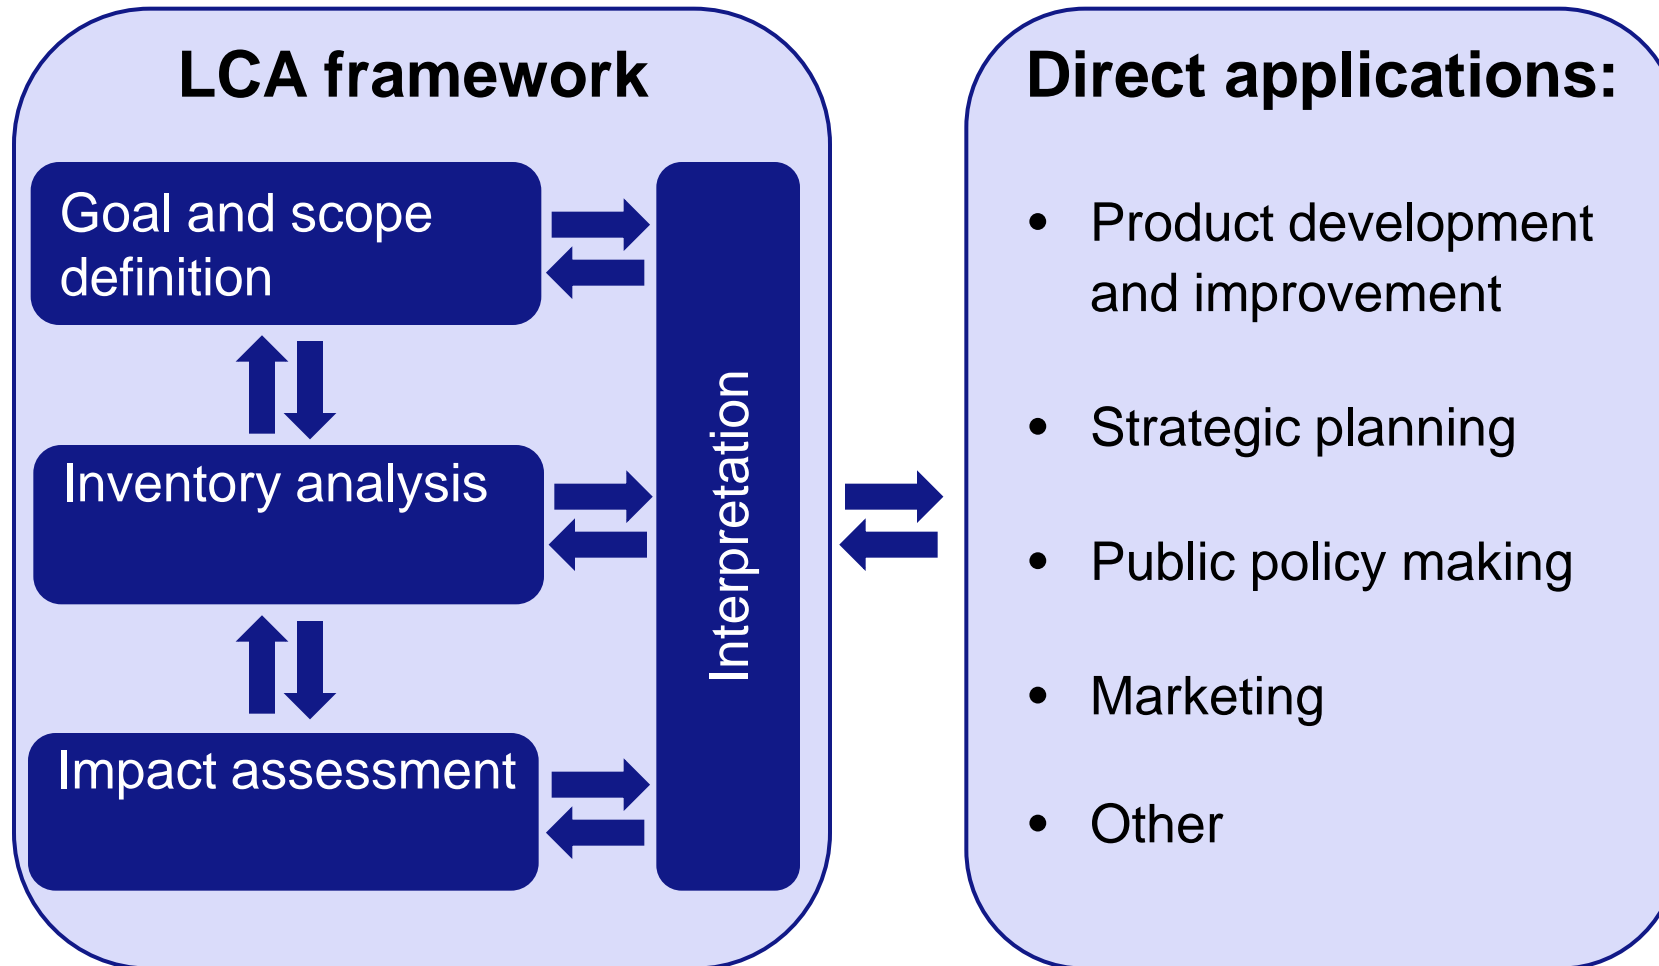 LCA framework
Goal and scope
definition
Inventory analysis
Impact assessment
Interpretation
Direct applications:
• Product development
and improvement
• Strategic planning
• Public policy making
• Marketing
• Other